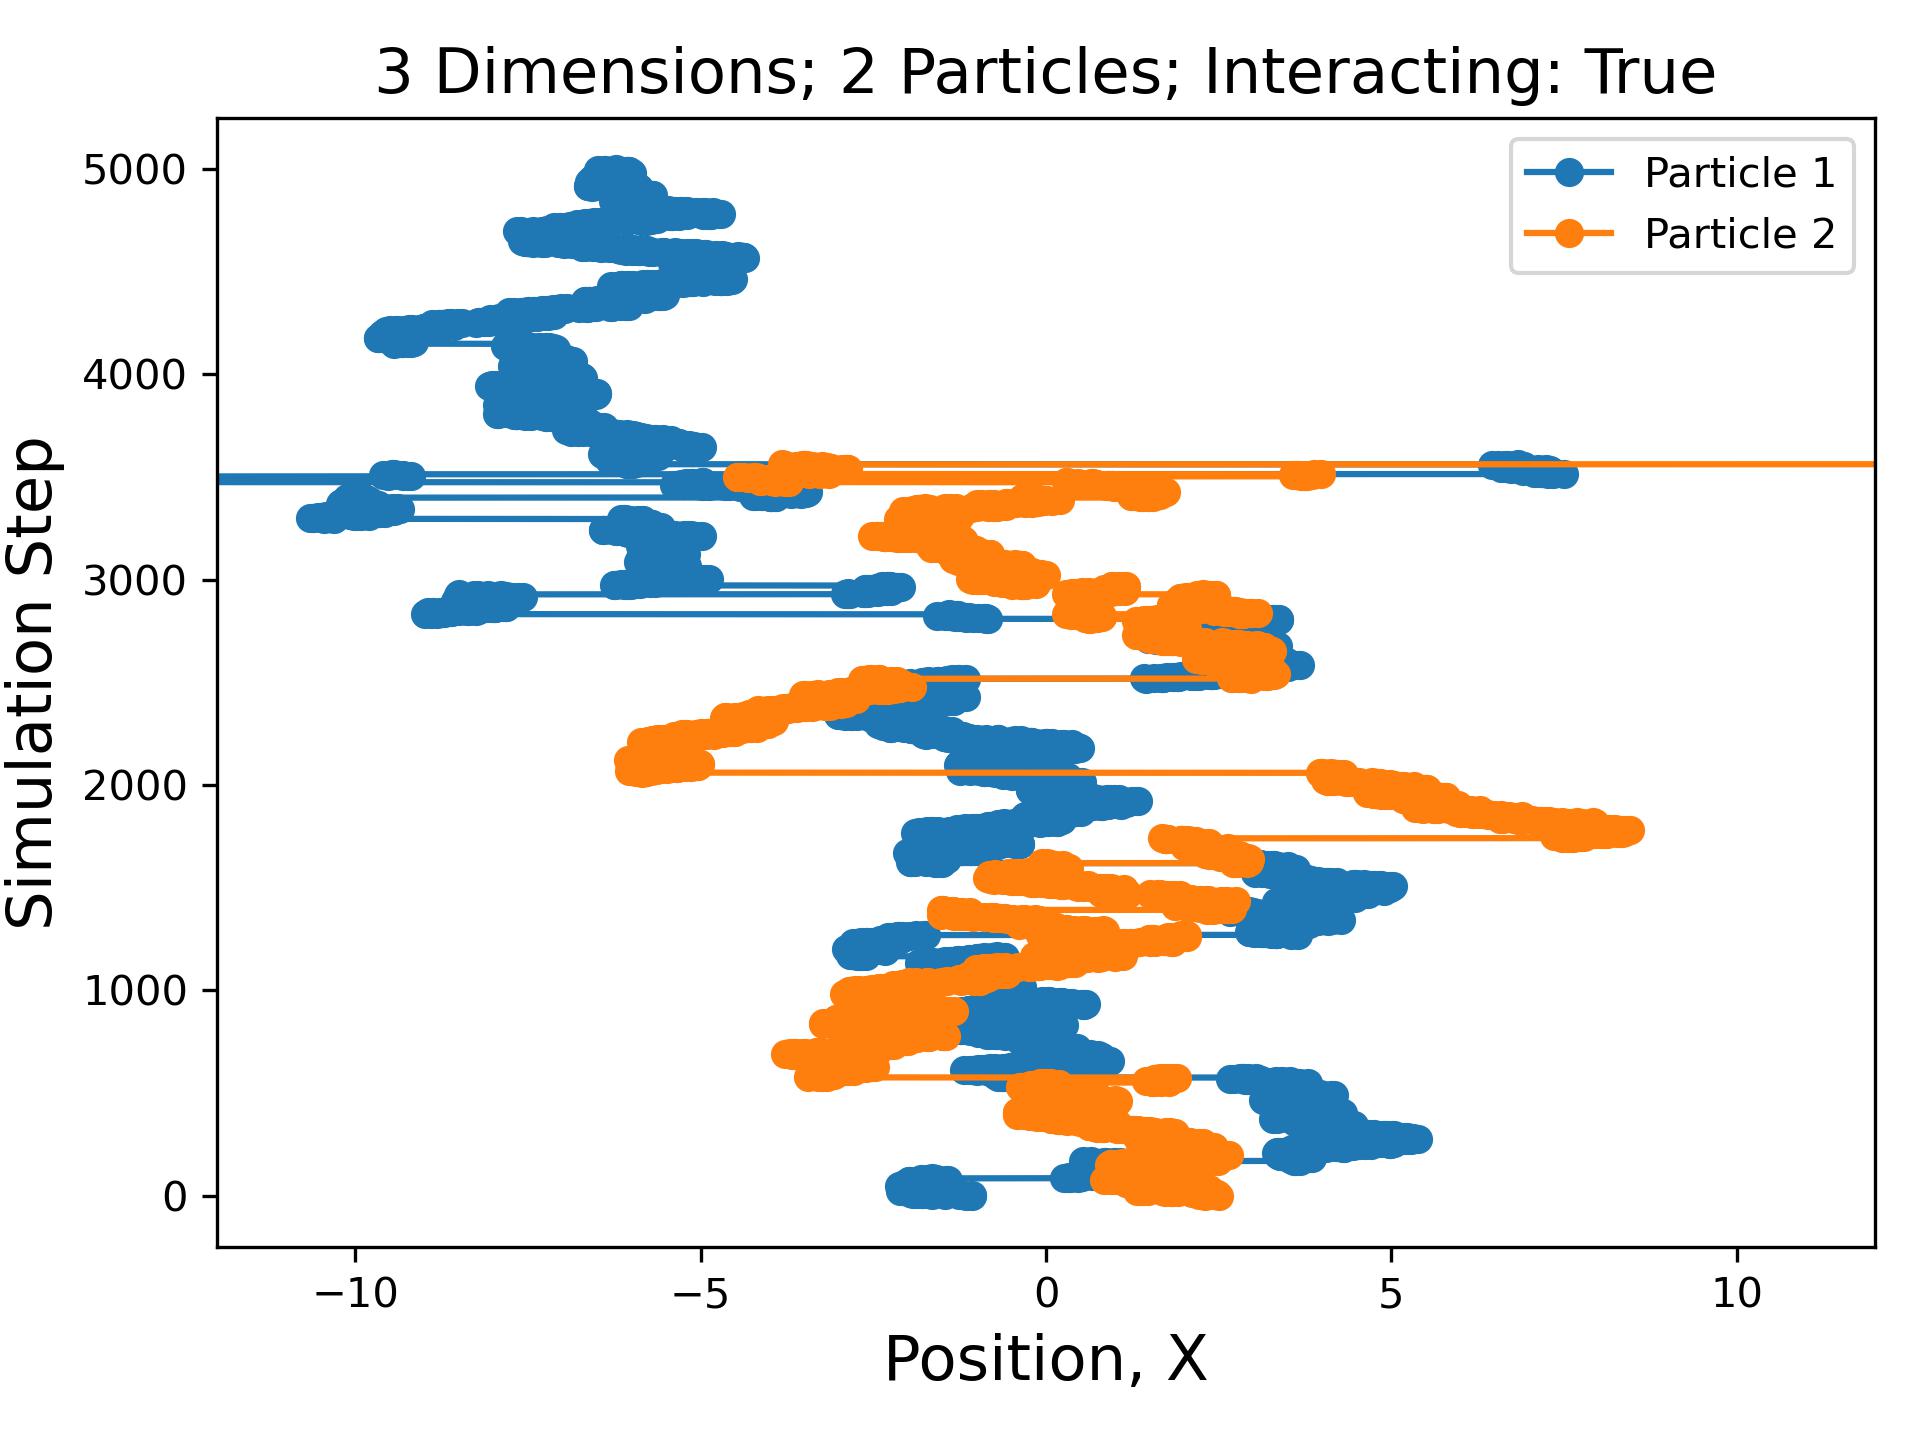 3 Dimensions; 2 Particles; Interacting: True
Particle 1
Particle 2
5000
4000
3000
2000
1000
0
Simulation Step
−10
−5
0
5
10
Position, X